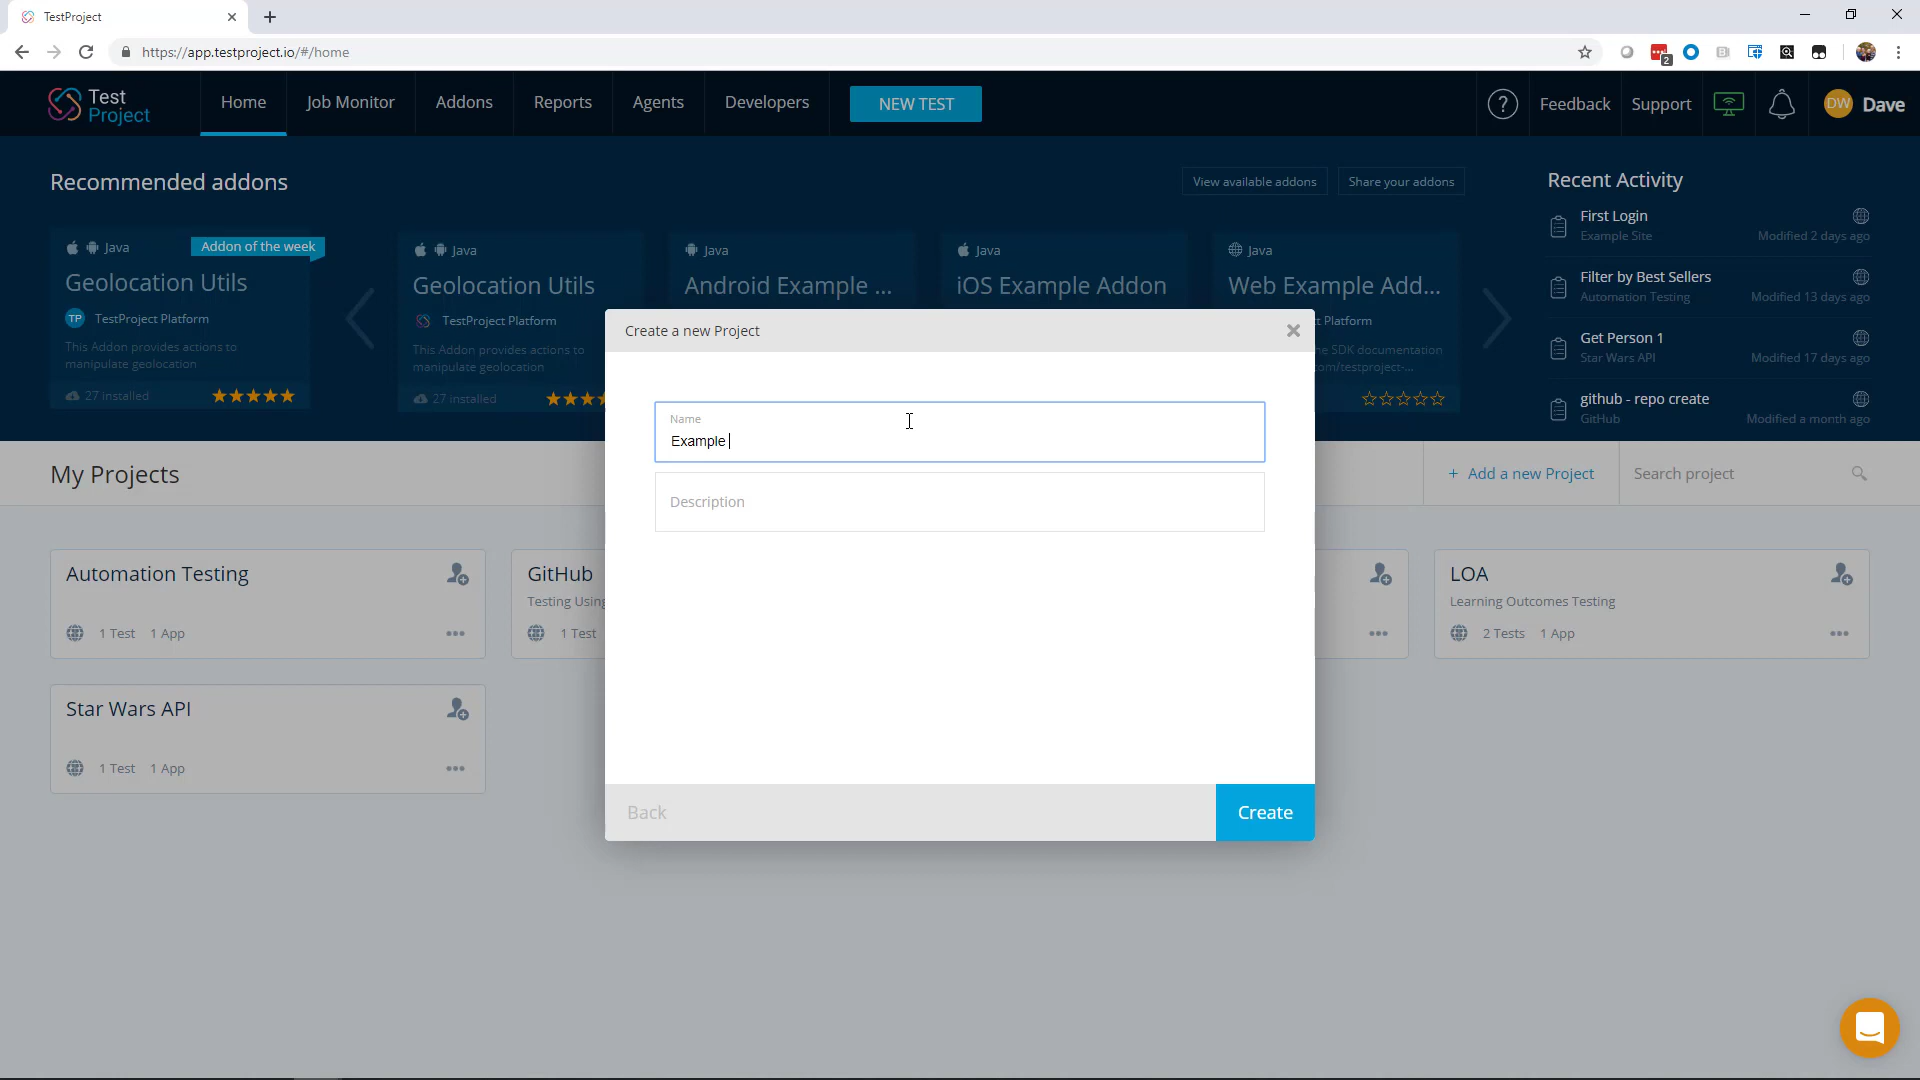 TestProject
https://app.testproject.io/#/home
2
Test
Project
Home
Job Monitor
Addons
Reports
Agents
Developers
NEW TEST
?
Feedback
Support
DW
Dave
Recommended addons
View available addons
Share your addons
Recent Activity
Java
Addon of the week
Geolocation Utils
TP
TestProject Platform
This Addon provides actions to
manipulate geolocation
27 installed
Java
Geolocation Utils
TestProject Platform
This Addon provides actions to
manipulate geolocation
27 installed
Java
Android Example ...
Java
iOS Example Addon
Java
Web Example Add...
t Platform
he SDK documentation
com/testproject-...
First Login
Example Site
Modified 2 days ago
Filter by Best Sellers
Automation Testing
Modified 13 days ago
Get Person 1
Star Wars API
Modified 17 days ago
github - repo create
GitHub
Modified a month ago
Create a new Project
Name
Example
Description
Back
Create
My Projects
+ Add a new Project
Search project
Automation Testing
1 Test 1 App
GitHub
Testing Using
1 Test
LOA
Learning Outcomes Testing
2 Tests 1 App
Star Wars API
1 Test 1 App